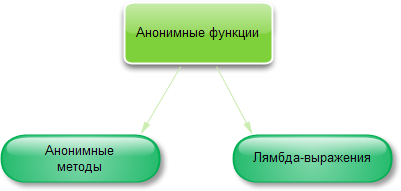 Анонимные функции
Анонимные
методы
Лямбда-выражения